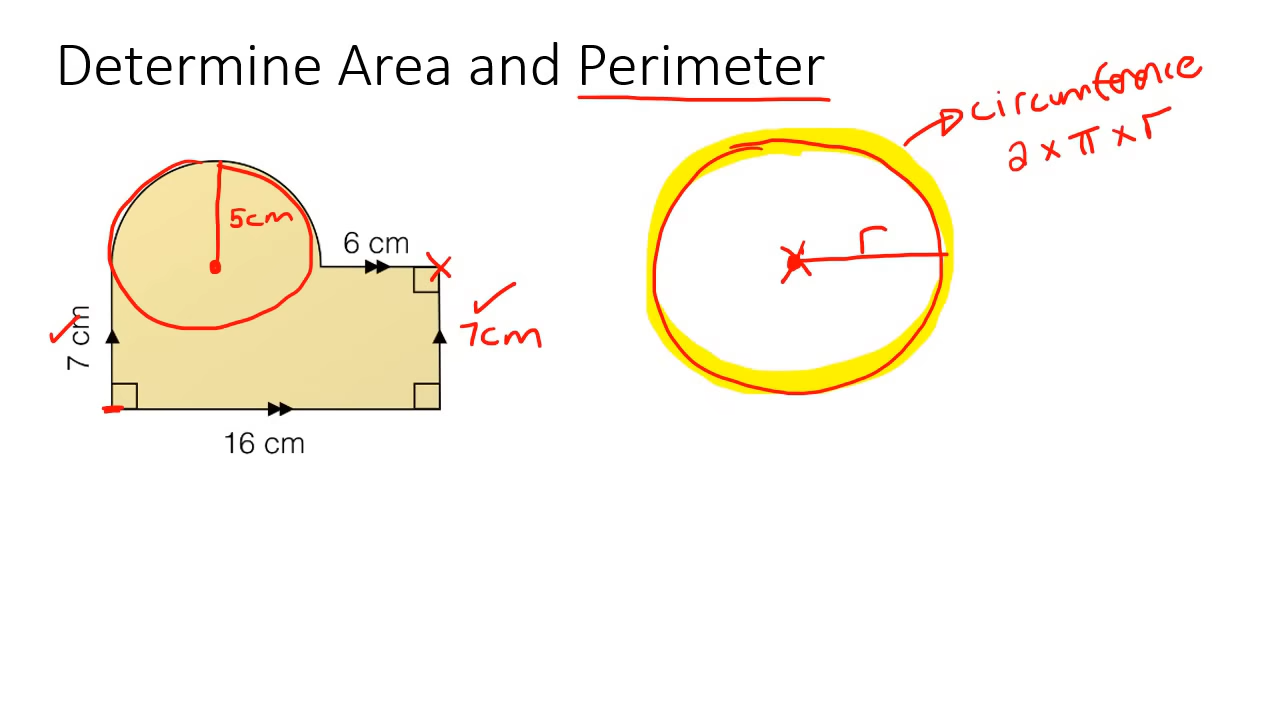 Determine Area and Perimeter
circumference
2 × π × r
5cm
6 cm
r
7 cm
7cm
16 cm